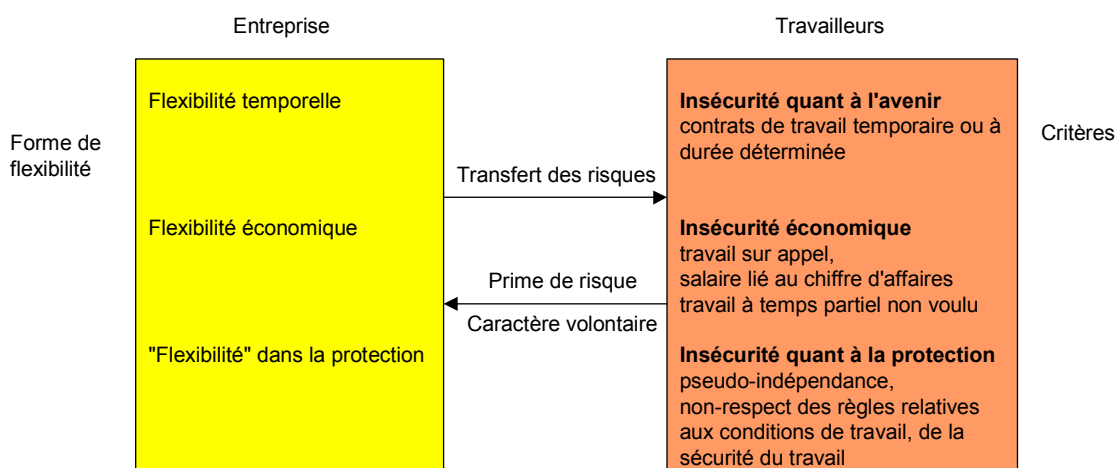 Entreprise
Travailleurs
Forme de
flexibilité
Flexibilité temporelle
Flexibilité économique
"Flexibilité" dans la protection
Transfert des risques
Prime de risque
Caractère volontaire
Insécurité quant à l'avenir
contrats de travail temporaire ou à
durée déterminée
Insécurité économique
travail sur appel,
salaire lié au chiffre d'affaires
travail à temps partiel non voulu
Insécurité quant à la protection
pseudo-indépendance,
non-respect des règles relatives
aux conditions de travail, de la
sécurité du travail
Critères